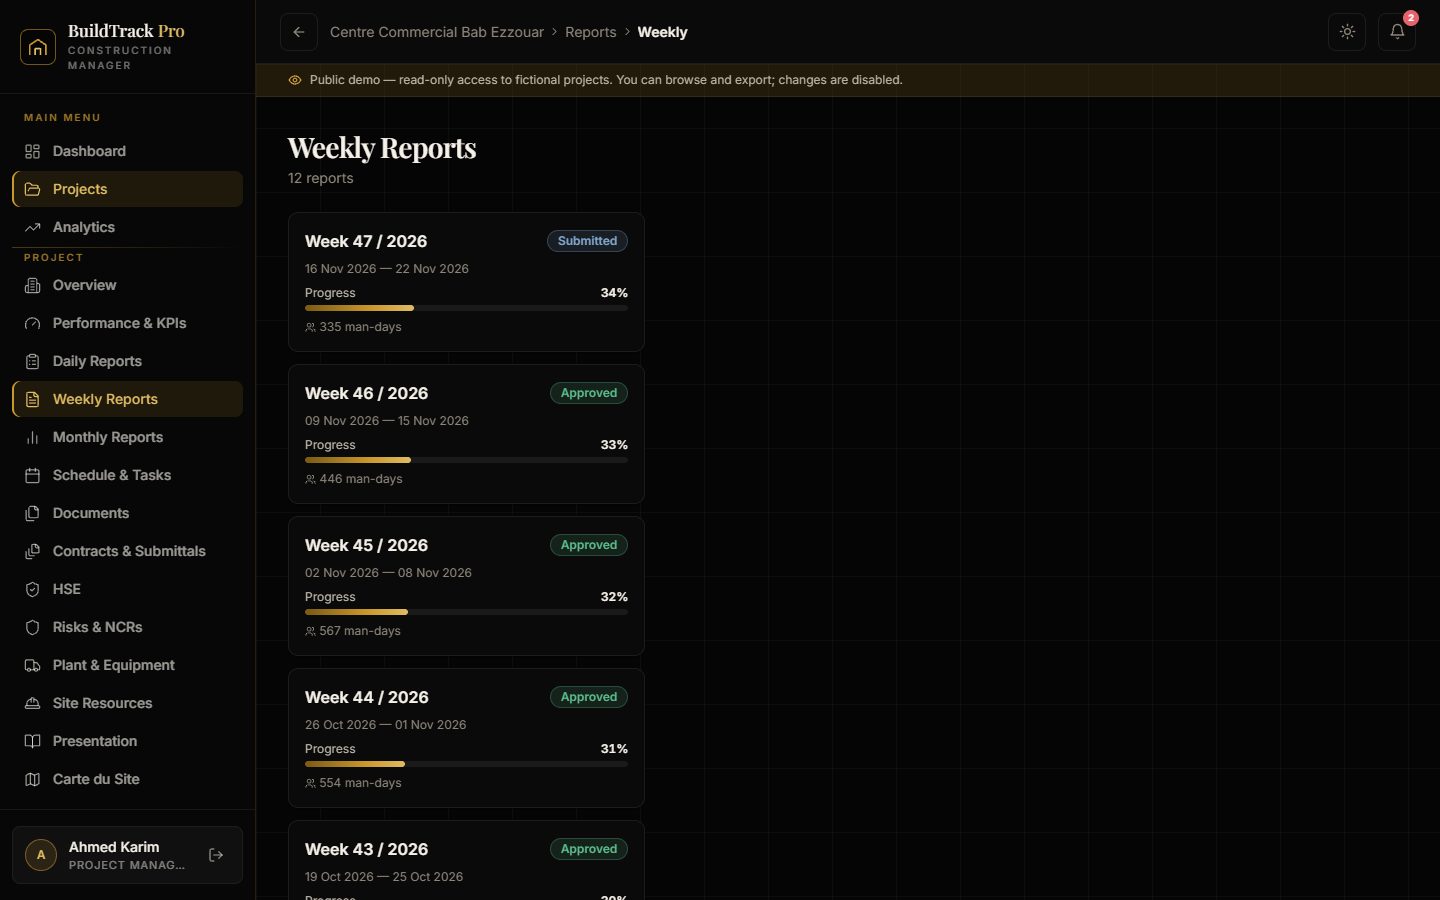 BuildTrack Pro
CONSTRUCTION
MANAGER
MAIN MENU
Dashboard
Projects
Analytics
PROJECT
Overview
Performance & KPIs
Daily Reports
Weekly Reports
Monthly Reports
Schedule & Tasks
Documents
Contracts & Submittals
HSE
Risks & NCRs
Plant & Equipment
Site Resources
Presentation
Carte du Site
A
Ahmed Karim
PROJECT MANAG...
Centre Commercial Bab Ezzouar > Reports > Weekly
2
Public demo — read-only access to fictional projects. You can browse and export; changes are disabled.
Weekly Reports
12 reports
Week 47 / 2026 Submitted
16 Nov 2026 — 22 Nov 2026
Progress 34%
335 man-days
Week 46 / 2026 Approved
09 Nov 2026 — 15 Nov 2026
Progress 33%
446 man-days
Week 45 / 2026 Approved
02 Nov 2026 — 08 Nov 2026
Progress 32%
567 man-days
Week 44 / 2026 Approved
26 Oct 2026 — 01 Nov 2026
Progress 31%
554 man-days
Week 43 / 2026 Approved
19 Oct 2026 — 25 Oct 2026
Progress